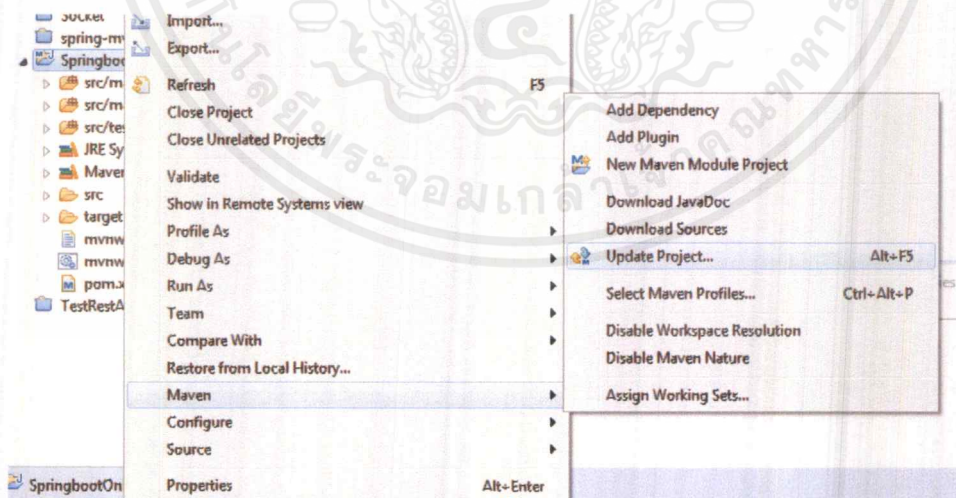 Socket
spring-mv
Springboo
src/m
src/m
src/tes
JRE Sy
Maven
src
target
mvnw
mvnw
pom.x
TestRestA
SpringbootOn
Import...
Export...
Refresh F5
Close Project
Close Unrelated Projects
Validate
Show in Remote Systems view
Profile As
Debug As
Run As
Team
Compare With
Restore from Local History...
Maven
Configure
Source
Properties Alt+Enter
Add Dependency
Add Plugin
New Maven Module Project
Download JavaDoc
Download Sources
Update Project... Alt+F5
Select Maven Profiles... Ctrl+Alt+P
Disable Workspace Resolution
Disable Maven Nature
Assign Working Sets...